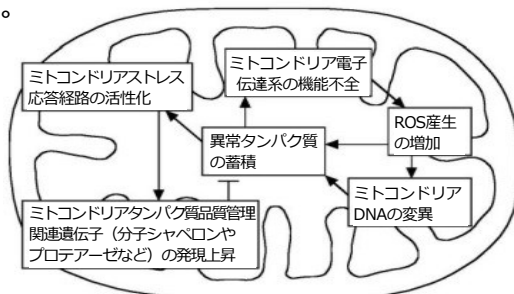 。
ミトコンドリアストレス
応答経路の活性化
ミトコンドリア電子
伝達系の機能不全
異常タンパク質
の蓄積
ROS産生
の増加
ミトコンドリア
DNAの変異
ミトコンドリアタンパク質品質管理
関連遺伝子（分子シャペロンや
プロテアーゼなど）の発現上昇